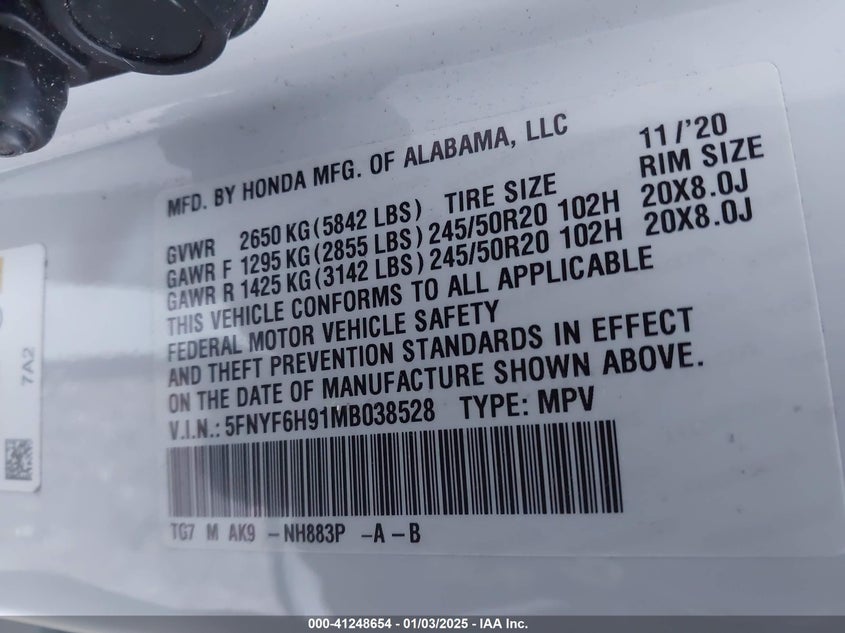 MFD. BY HONDA MFG. OF ALABAMA, LLC 11/'20
GVWR 2650 KG(5842 LBS) TIRE SIZE RIM SIZE
GAWR F 1295 KG(2855 LBS)245/50R20 102H 20X8.0J
GAWR R 1425 KG(3142 LBS)245/50R20 102H 20X8.0J
THIS VEHICLE CONFORMS TO ALL APPLICABLE
FEDERAL MOTOR VEHICLE SAFETY
AND THEFT PREVENTION STANDARDS IN EFFECT
ON THE DATE OF MANUFACTURE SHOWN ABOVE.
V.I.N.: 5FNYF6H91MB038528 TYPE: MPV
TG7 M AK9 -NH883P -A-B
7A2
000-41248654 - 01/03/2025 - IAA Inc.